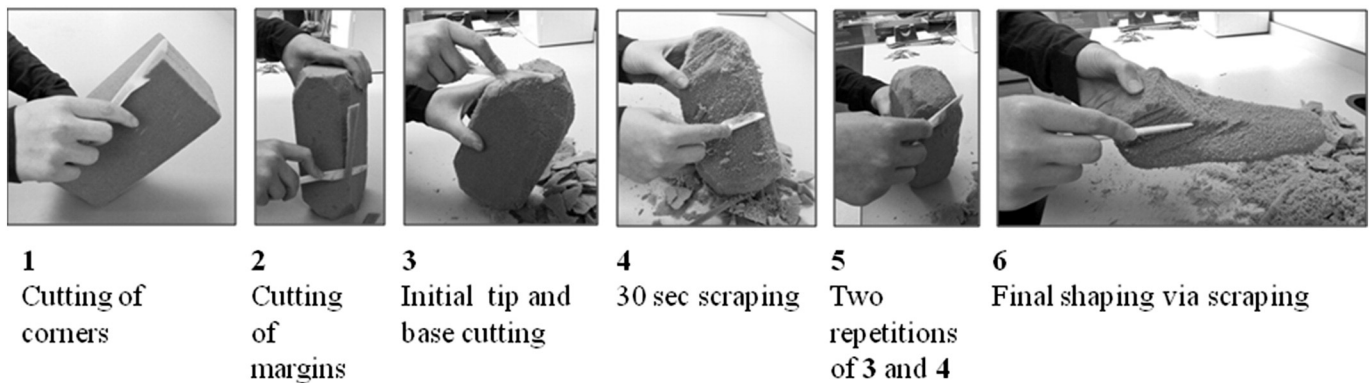 1
Cutting of
corners
2
Cutting
of
margins
3
Initial tip and
base cutting
4
30 sec scraping
5
Two
repetitions
of 3 and 4
6
Final shaping via scraping